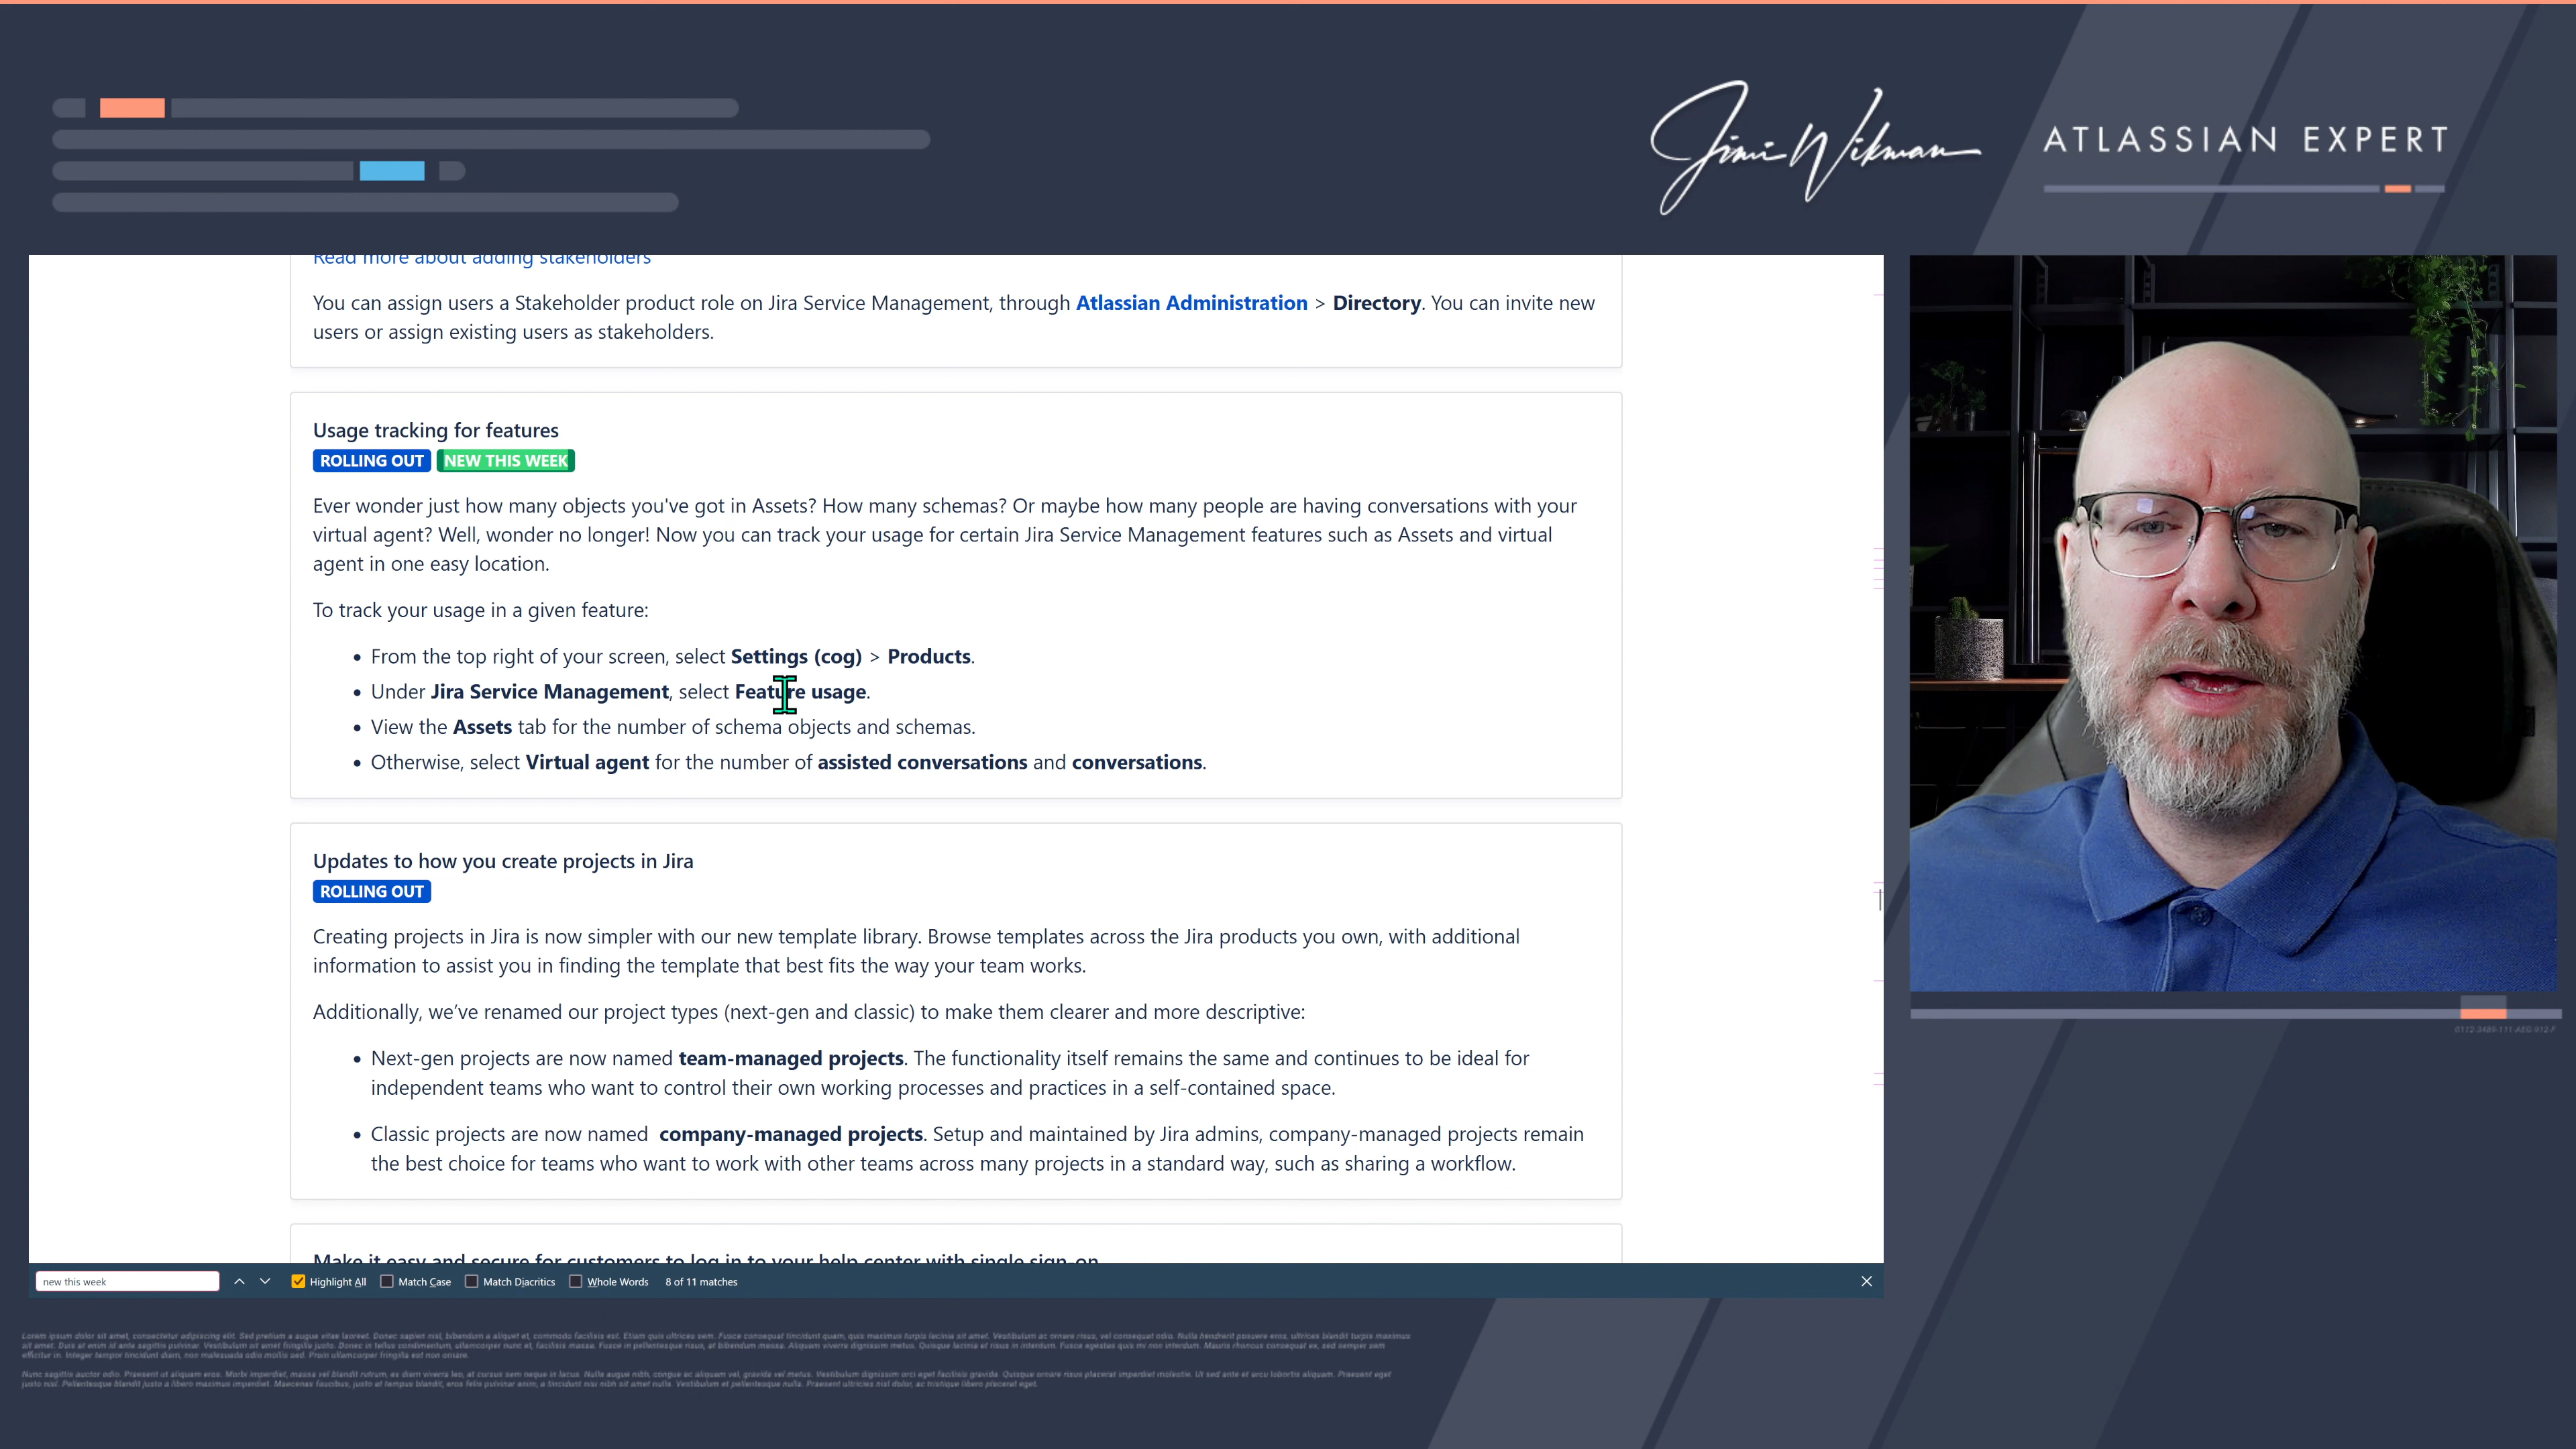 Jimi Wikman
ATLASSIAN EXPERT
Read more about adding stakeholders
You can assign users a Stakeholder product role on Jira Service Management, through Atlassian Administration > Directory. You can invite new
users or assign existing users as stakeholders.
Usage tracking for features
ROLLING OUT NEW THIS WEEK
Ever wonder just how many objects you've got in Assets? How many schemas? Or maybe how many people are having conversations with your
virtual agent? Well, wonder no longer! Now you can track your usage for certain Jira Service Management features such as Assets and virtual
agent in one easy location.
To track your usage in a given feature:
• From the top right of your screen, select Settings (cog) > Products.
• Under Jira Service Management, select Feature usage.
• View the Assets tab for the number of schema objects and schemas.
• Otherwise, select Virtual agent for the number of assisted conversations and conversations.
Updates to how you create projects in Jira
ROLLING OUT
Creating projects in Jira is now simpler with our new template library. Browse templates across the Jira products you own, with additional
information to assist you in finding the template that best fits the way your team works.
Additionally, we’ve renamed our project types (next-gen and classic) to make them clearer and more descriptive:
• Next-gen projects are now named team-managed projects. The functionality itself remains the same and continues to be ideal for
independent teams who want to control their own working processes and practices in a self-contained space.
• Classic projects are now named company-managed projects. Setup and maintained by Jira admins, company-managed projects remain
the best choice for teams who want to work with other teams across many projects in a standard way, such as sharing a workflow.
Make it easy and secure for customers to log in to your help center with single sign-on
new this week
Highlight All
Match Case
Match Diacritics
Whole Words
8 of 11 matches